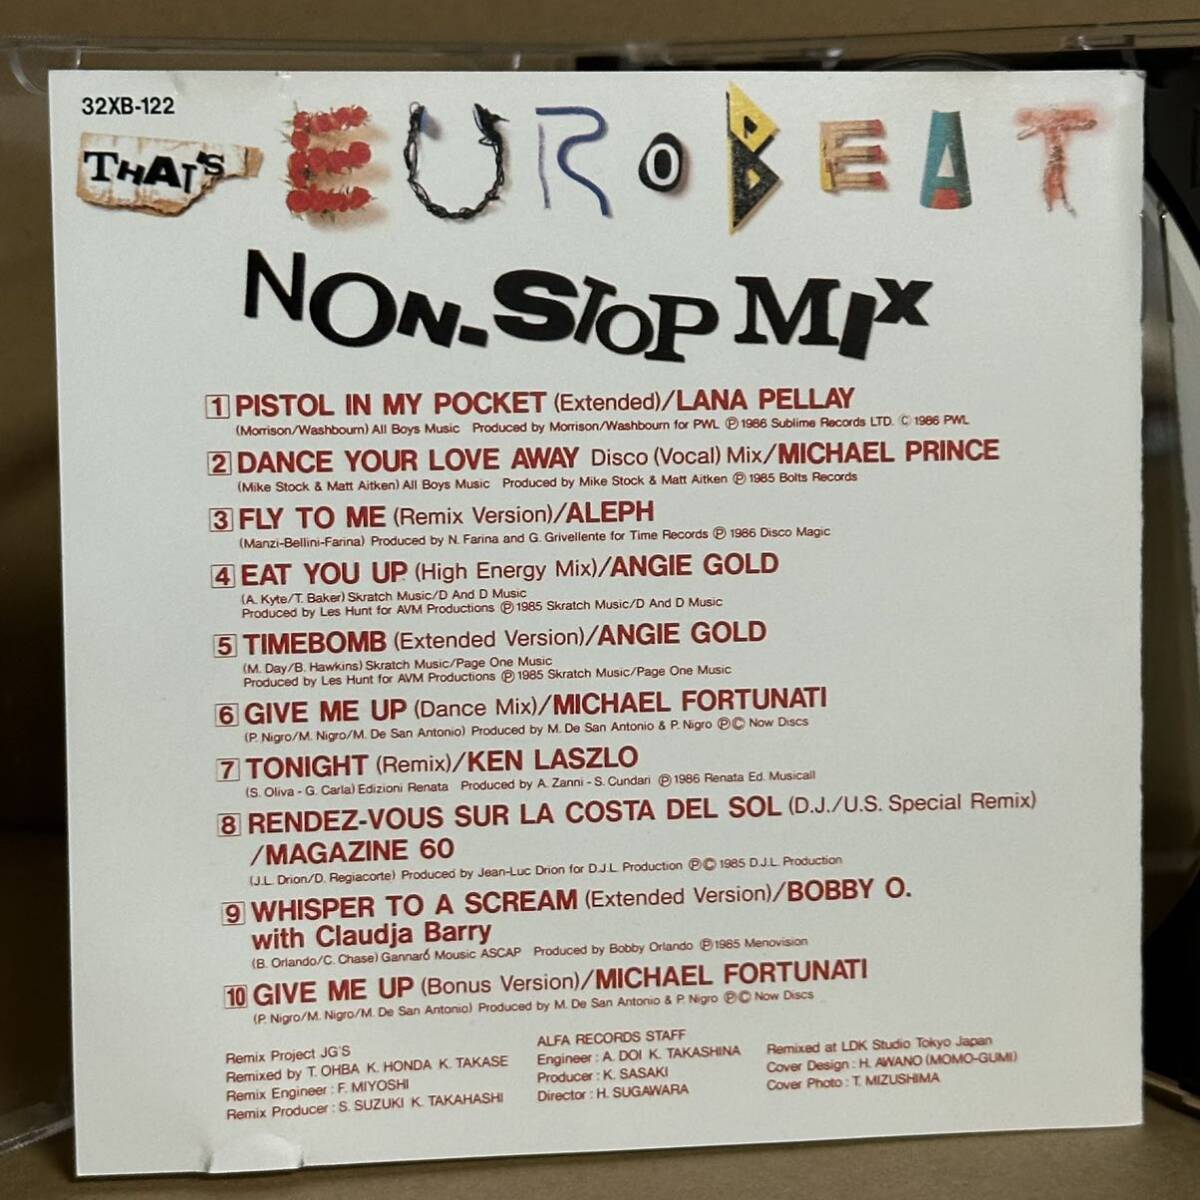 32XB-122
THAT'S EUROBEAT
NON-STOP MIX
1 PISTOL IN MY POCKET (Extended)/LANA PELLAY
(Morrison/Washbourn) All Boys Music Produced by Morrison/Washbourn for PWL Ⓟ 1986 Sublime Records LTD. © 1986 PWL
2 DANCE YOUR LOVE AWAY Disco (Vocal) Mix/MICHAEL PRINCE
(Mike Stock & Matt Aitken) All Boys Music Produced by Mike Stock & Matt Aitken Ⓟ 1985 Bolts Records
3 FLY TO ME (Remix Version)/ALEPH
(Manzi-Bellini-Farina) Produced by N. Farina and G. Grivellente for Time Records Ⓟ 1986 Disco Magic
4 EAT YOU UP (High Energy Mix)/ANGIE GOLD
(A. Kyte/T. Baker) Skratch Music/D And D Music
Produced by Les Hunt for AVM Productions Ⓟ 1985 Skratch Music/D And D Music
5 TIMEBOMB (Extended Version)/ANGIE GOLD
(M. Day/B. Hawkins) Skratch Music/Page One Music
Produced by Les Hunt for AVM Productions Ⓟ 1985 Skratch Music/Page One Music
6 GIVE ME UP (Dance Mix)/MICHAEL FORTUNATI
(P. Nigro/M. Nigro/M. De San Antonio) Produced by M. De San Antonio & P. Nigro Ⓟ© Now Discs
7 TONIGHT (Remix)/KEN LASZLO
(S. Oliva - G. Carla) Edizioni Renata Produced by A. Zanni - S. Cundari Ⓟ 1986 Renata Ed. Musicall
8 RENDEZ-VOUS SUR LA COSTA DEL SOL (D.J./U.S. Special Remix)
/MAGAZINE 60
(J.L. Drion/D. Regiacorte) Produced by Jean-Luc Drion for D.J.L. Production Ⓟ© 1985 D.J.L. Production
9 WHISPER TO A SCREAM (Extended Version)/BOBBY O.
with Claudja Barry
(B. Orlando/C. Chase) Gannaró Mousic ASCAP Produced by Bobby Orlando Ⓟ 1985 Menovision
10 GIVE ME UP (Bonus Version)/MICHAEL FORTUNATI
(P. Nigro/M. Nigro/M. De San Antonio) Produced by M. De San Antonio & P. Nigro Ⓟ© Now Discs
Remix Project JG'S
Remixed by T. OHBA K. HONDA K. TAKASE
Remix Engineer : F. MIYOSHI
Remix Producer : S. SUZUKI K. TAKAHASHI
ALFA RECORDS STAFF
Engineer : A. DOI K. TAKASHINA
Producer : K. SASAKI
Director : H. SUGAWARA
Remixed at LDK Studio Tokyo Japan
Cover Design : H. AWANO (MOMO-GUMI)
Cover Photo : T. MIZUSHIMA